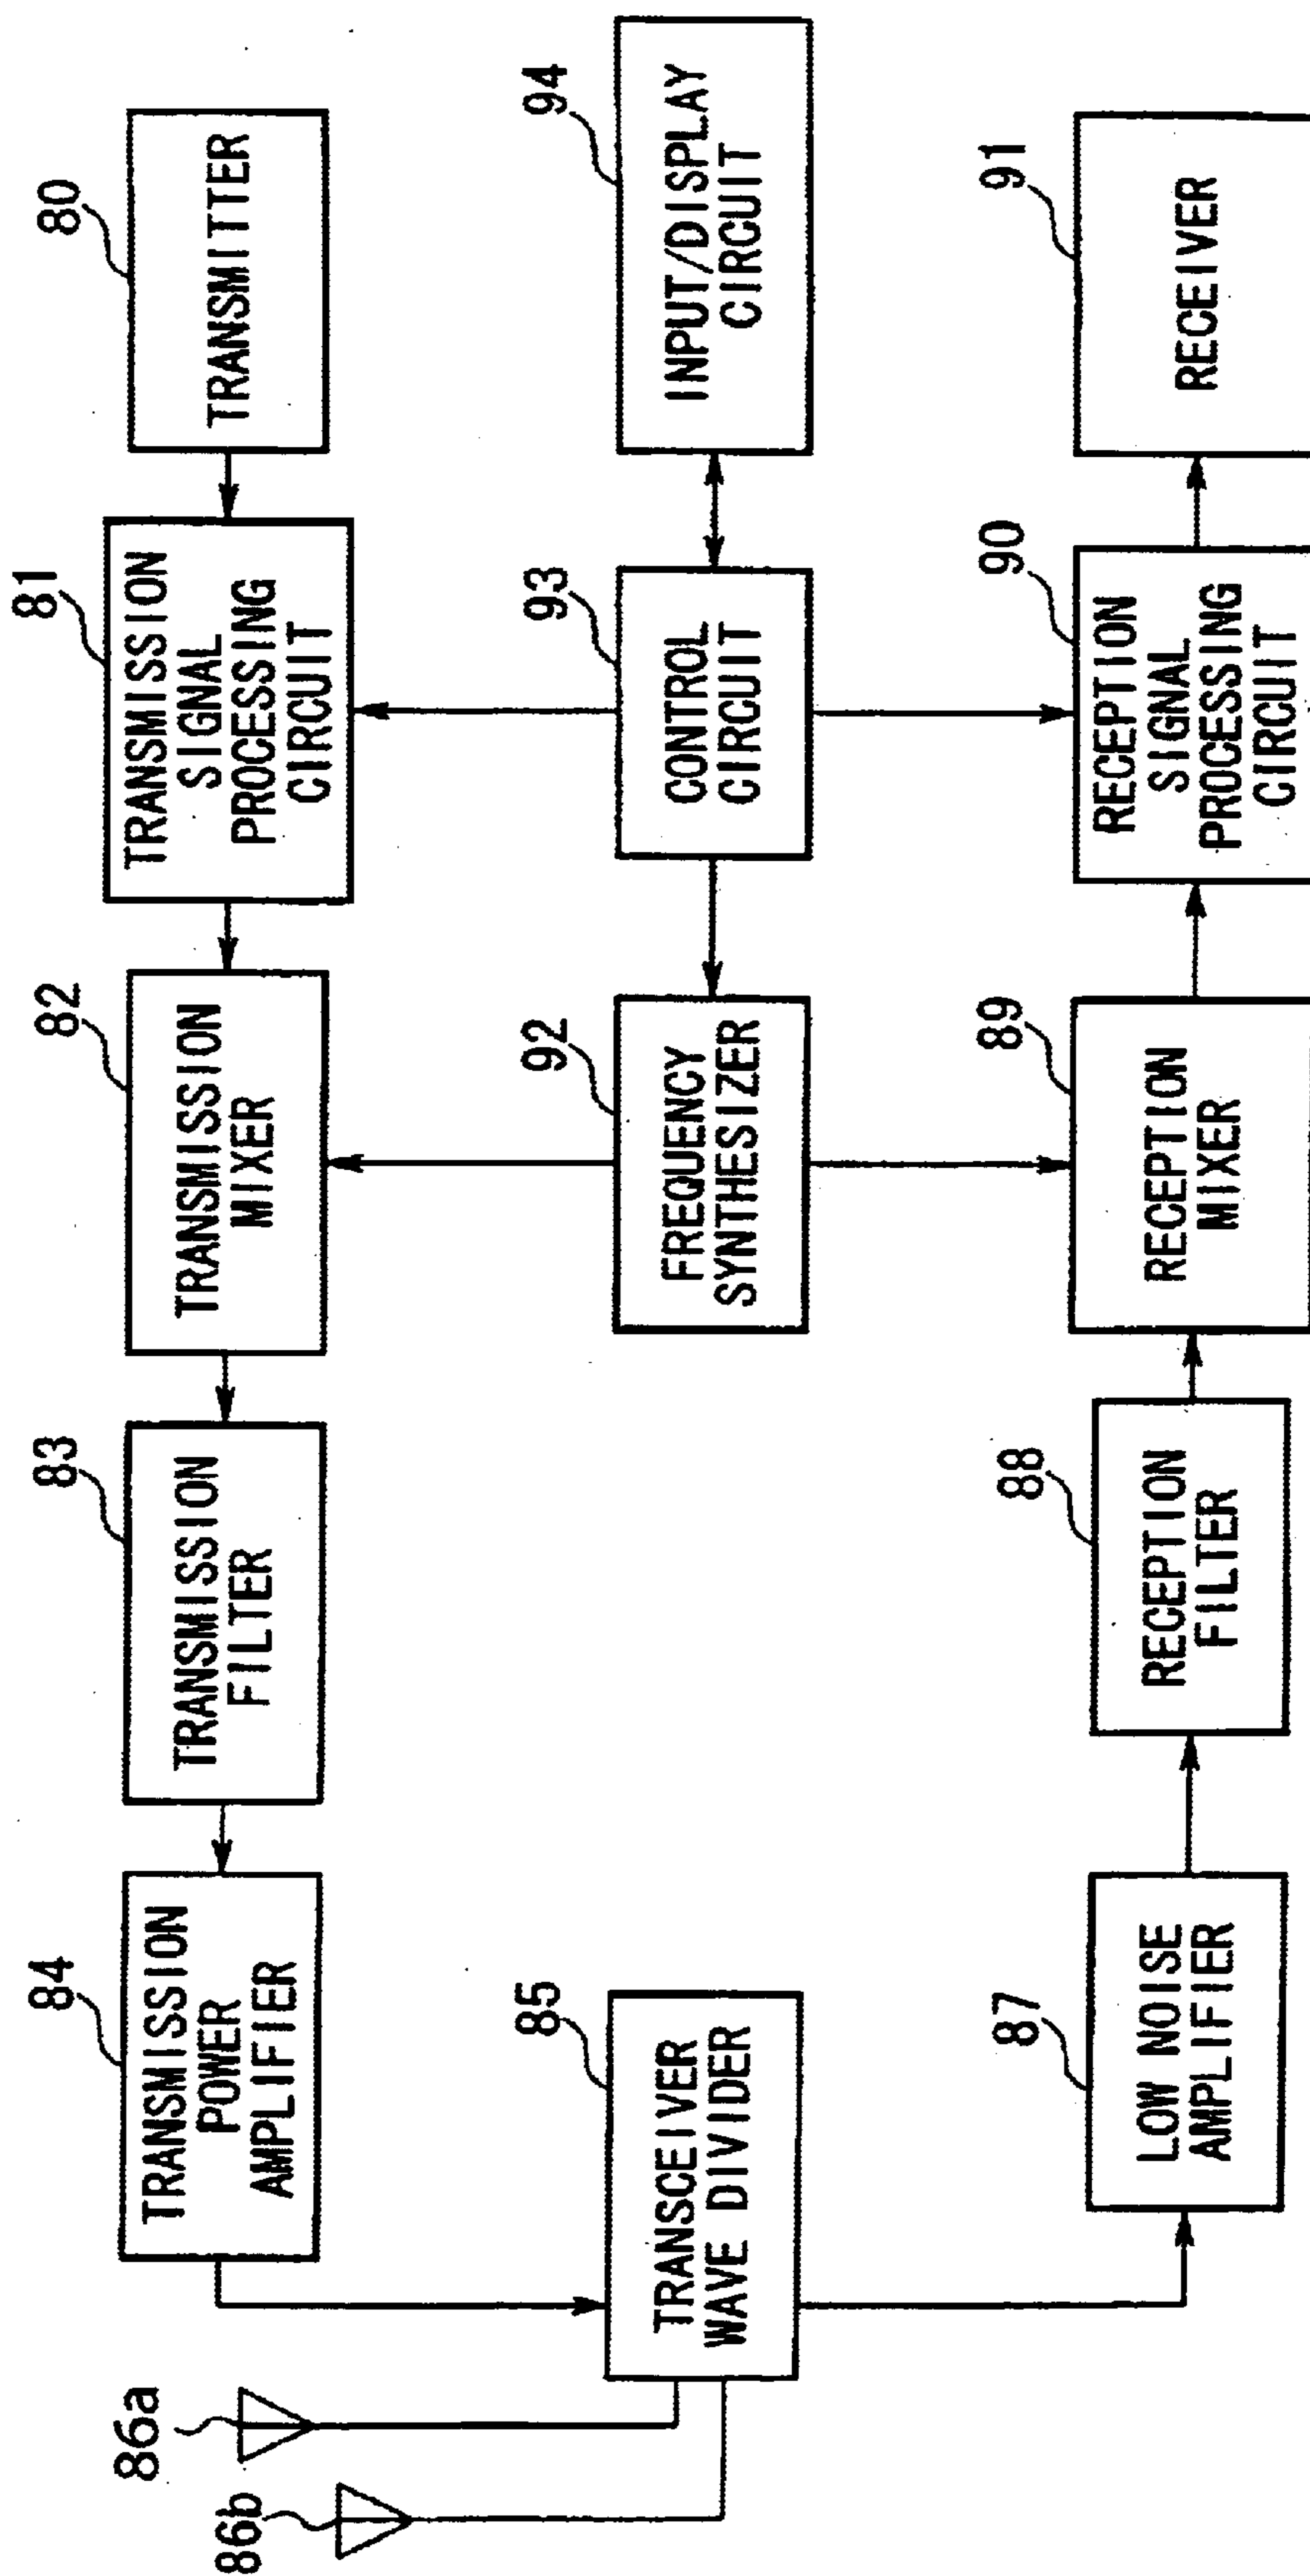 80
TRANSMITTER
81
TRANSMISSION
SIGNAL
PROCESSING
CIRCUIT
82
TRANSMISSION
MIXER
83
TRANSMISSION
FILTER
84
TRANSMISSION
POWER
AMPLIFIER
94
INPUT/DISPLAY
CIRCUIT
93
CONTROL
CIRCUIT
92
FREQUENCY
SYNTHESIZER
85
TRANSCEIVER
WAVE DIVIDER
86a
86b
91
RECEIVER
90
RECEPTION
SIGNAL
PROCESSING
CIRCUIT
89
RECEPTION
MIXER
88
RECEPTION
FILTER
87
LOW NOISE
AMPLIFIER